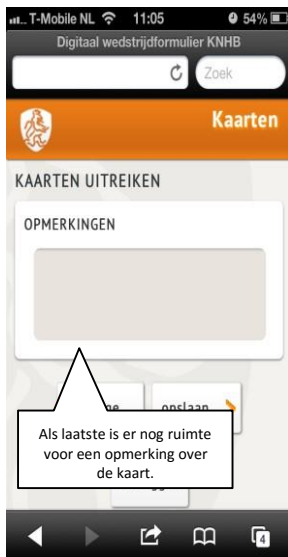 T-Mobile NL 11:05 54%
Digitaal wedstrijdformulier KNHB
Zoek
Kaarten
KAARTEN UITREIKEN
OPMERKINGEN
opslaan
Als laatste is er nog ruimte
voor een opmerking over
de kaart.
4